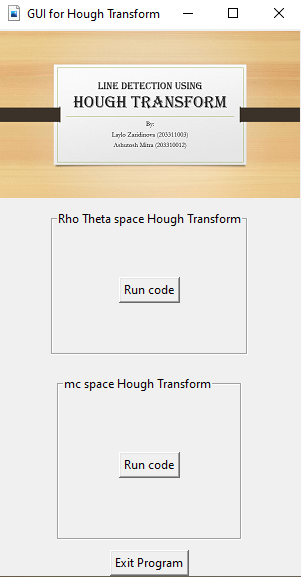 GUI for Hough Transform
LINE DETECTION USING
HOUGH TRANSFORM
By:
Laylo Zaridinova (203311003)
Ashutosh Mitra (203310012)
Rho Theta space Hough Transform
Run code
mc space Hough Transform
Run code
Exit Program